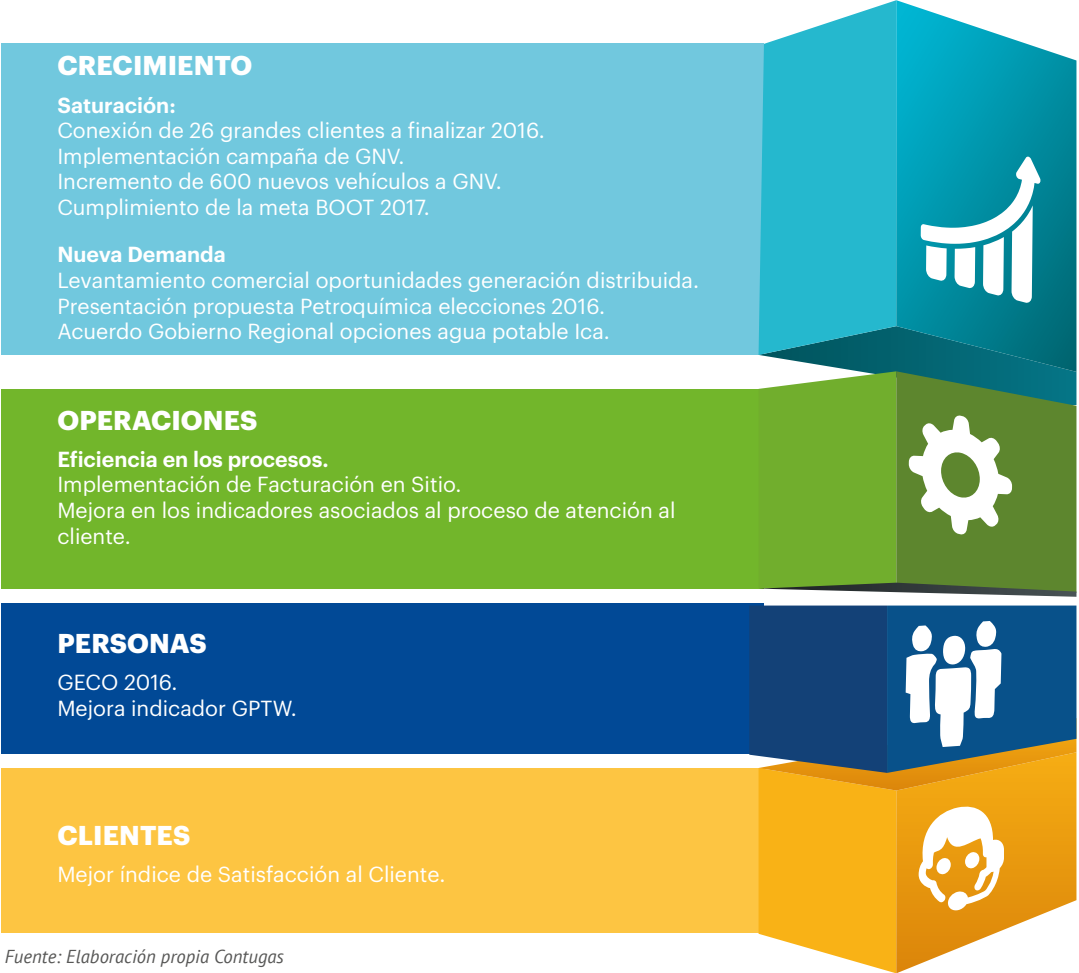 CRECIMIENTO
Saturación:
Conexión de 26 grandes clientes a finalizar 2016.
Implementación campaña de GNV.
Incremento de 600 nuevos vehículos a GNV.
Cumplimiento de la meta BOOT 2017.
Nueva Demanda
Levantamiento comercial oportunidades generación distribuida.
Presentación propuesta Petroquímica elecciones 2016.
Acuerdo Gobierno Regional opciones agua potable Ica.
OPERACIONES
Eficiencia en los procesos.
Implementación de Facturación en Sitio.
Mejora en los indicadores asociados al proceso de atención al
cliente.
PERSONAS
GECO 2016.
Mejora indicador GPTW.
CLIENTES
Mejor índice de Satisfacción al Cliente.
Fuente: Elaboración propia Contugas